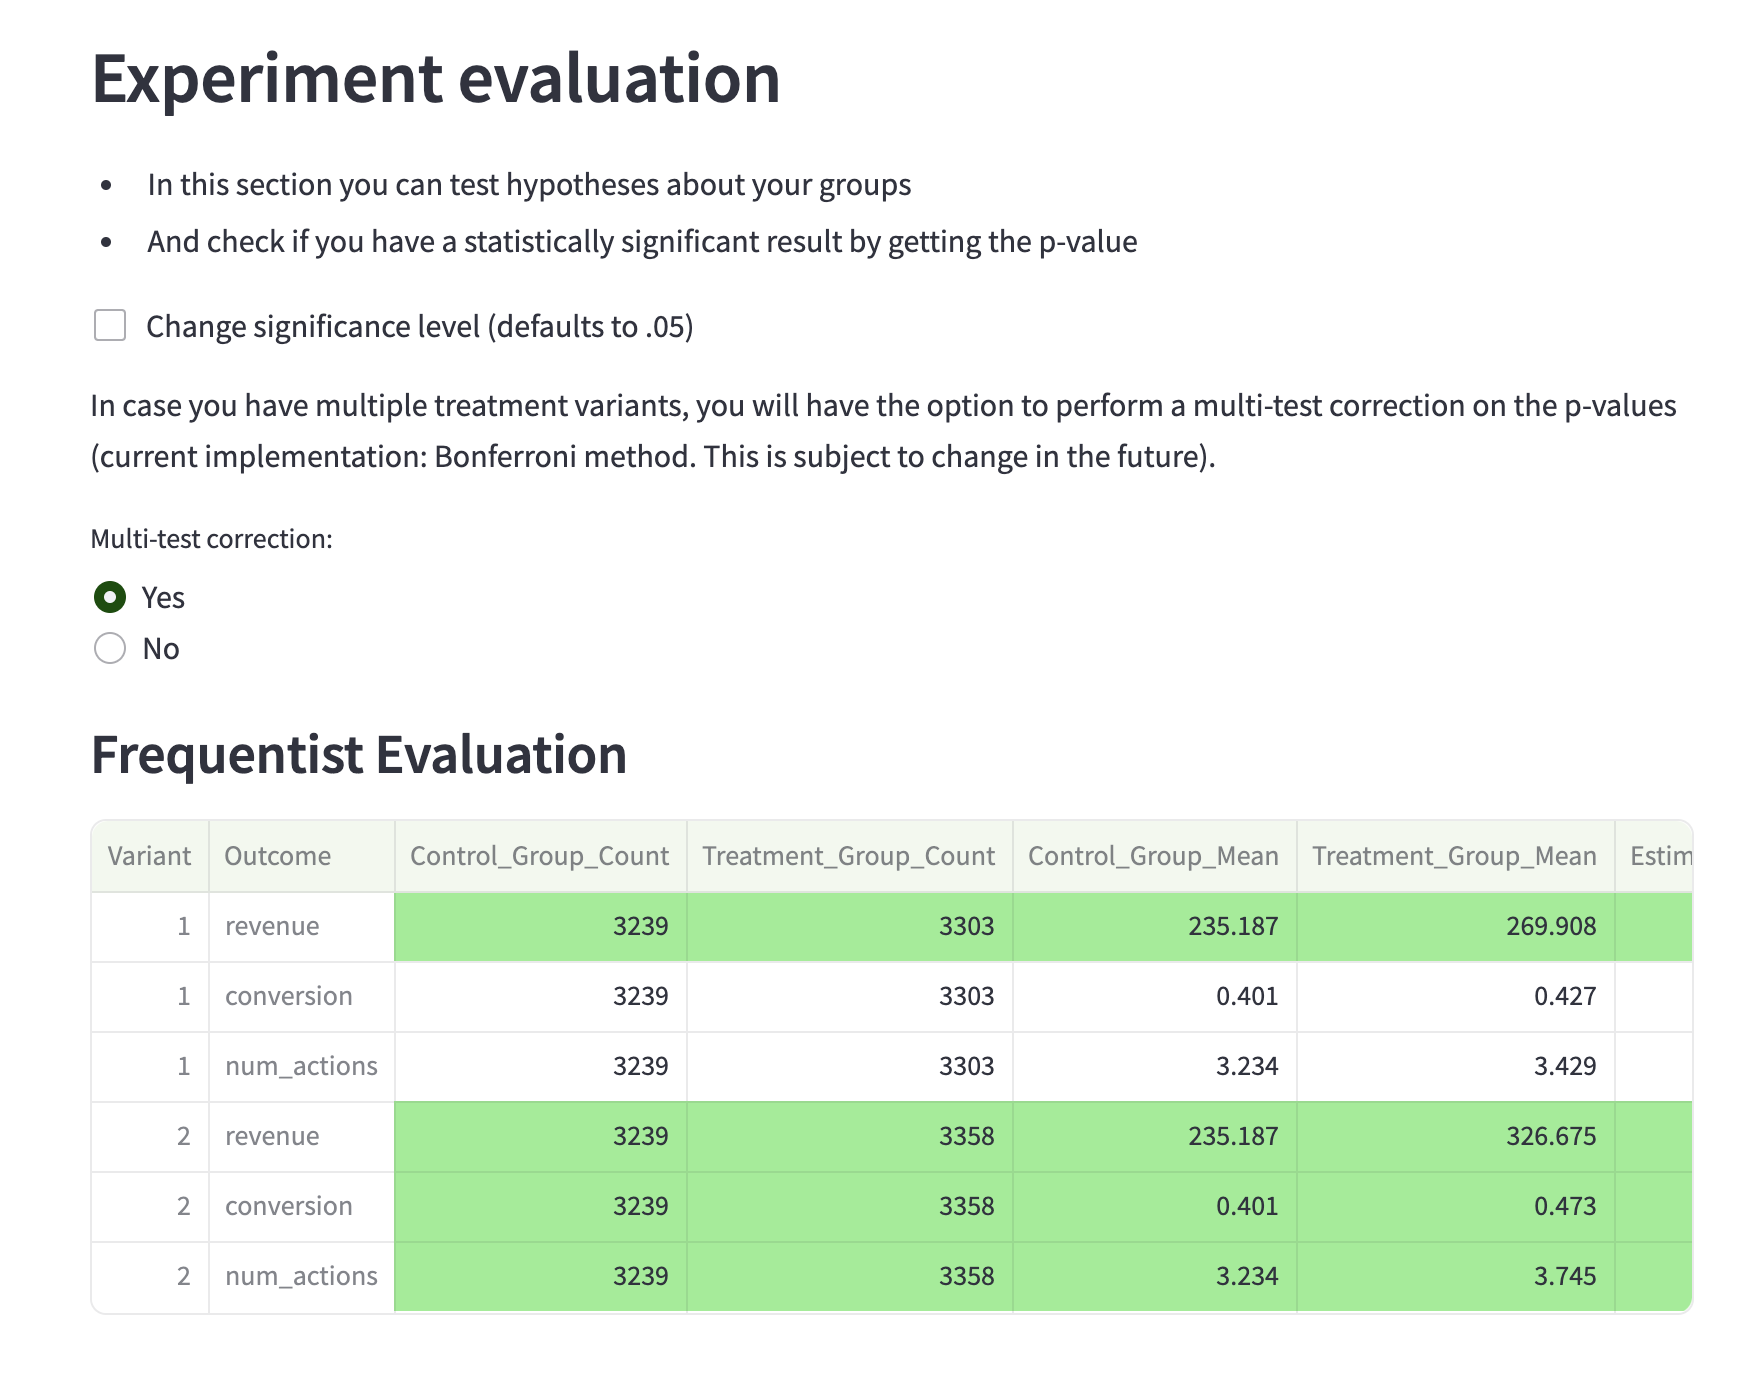 Experiment evaluation
• In this section you can test hypotheses about your groups
• And check if you have a statistically significant result by getting the p-value
Change significance level (defaults to .05)
In case you have multiple treatment variants, you will have the option to perform a multi-test correction on the p-values
(current implementation: Bonferroni method. This is subject to change in the future).
Multi-test correction:
Yes
No
Frequentist Evaluation
Variant Outcome Control_Group_Count Treatment_Group_Count Control_Group_Mean Treatment_Group_Mean Estim
1 revenue 3239 3303 235.187 269.908
1 conversion 3239 3303 0.401 0.427
1 num_actions 3239 3303 3.234 3.429
2 revenue 3239 3358 235.187 326.675
2 conversion 3239 3358 0.401 0.473
2 num_actions 3239 3358 3.234 3.745